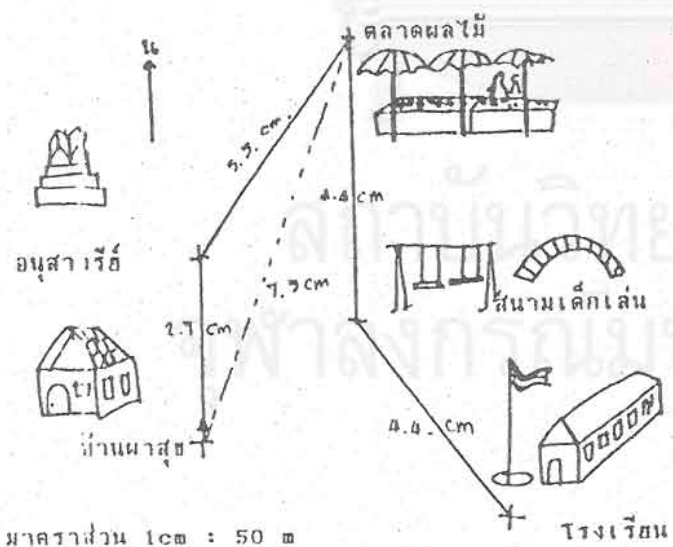 น
ตลาดผลไม้
5.5. cm.
4.4 cm
อนุสาวรีย์
7.9 cm
สนามเด็กเล่น
2.7 cm
4.4. cm
บ้านผาสุข
มาตราส่วน 1cm : 50 m
โรงเรียน